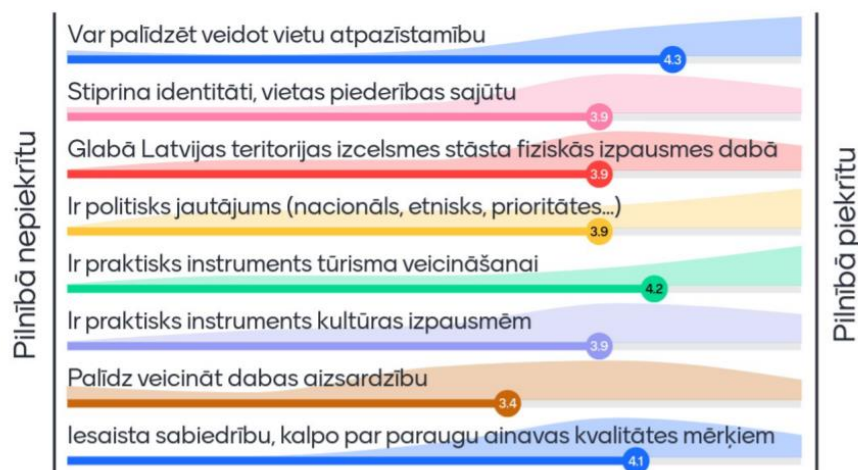 Pilnībā nepiekrītu
Var palīdzēt veidot vietu atpazīstamību
4.3
Stiprina identitāti, vietas piederības sajūtu
3.9
Glabā Latvijas teritorijas izcelsmes stāsta fiziskās izpausmes dabā
3.9
Ir politisks jautājums (nacionāls, etnisks, prioritātes...)
3.9
Ir praktisks instruments tūrisma veicināšanai
4.2
Ir praktisks instruments kultūras izpausmēm
3.9
Palīdz veicināt dabas aizsardzību
3.4
Iesaista sabiedrību, kalpo par paraugu ainavas kvalitātes mērķiem
4.1
Pilnībā piekrītu